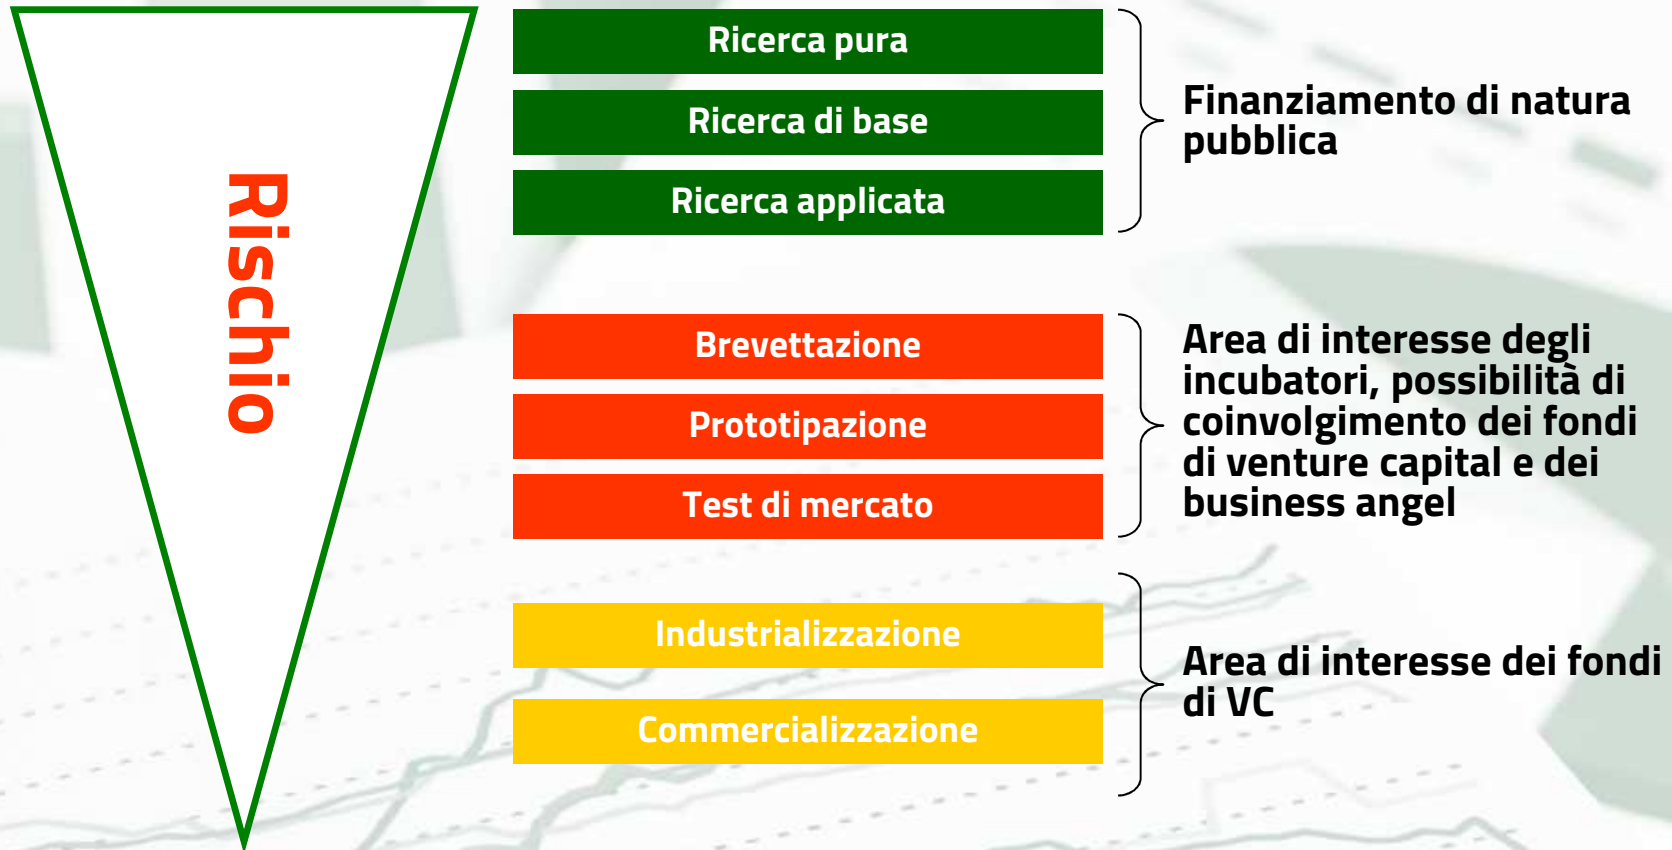 Rischio
Ricerca pura
Ricerca di base
Ricerca applicata
Finanziamento di natura
pubblica
Brevettazione
Prototipazione
Test di mercato
Area di interesse degli
incubatori, possibilità di
coinvolgimento dei fondi
di venture capital e dei
business angel
Industrializzazione
Commercializzazione
Area di interesse dei fondi
di VC